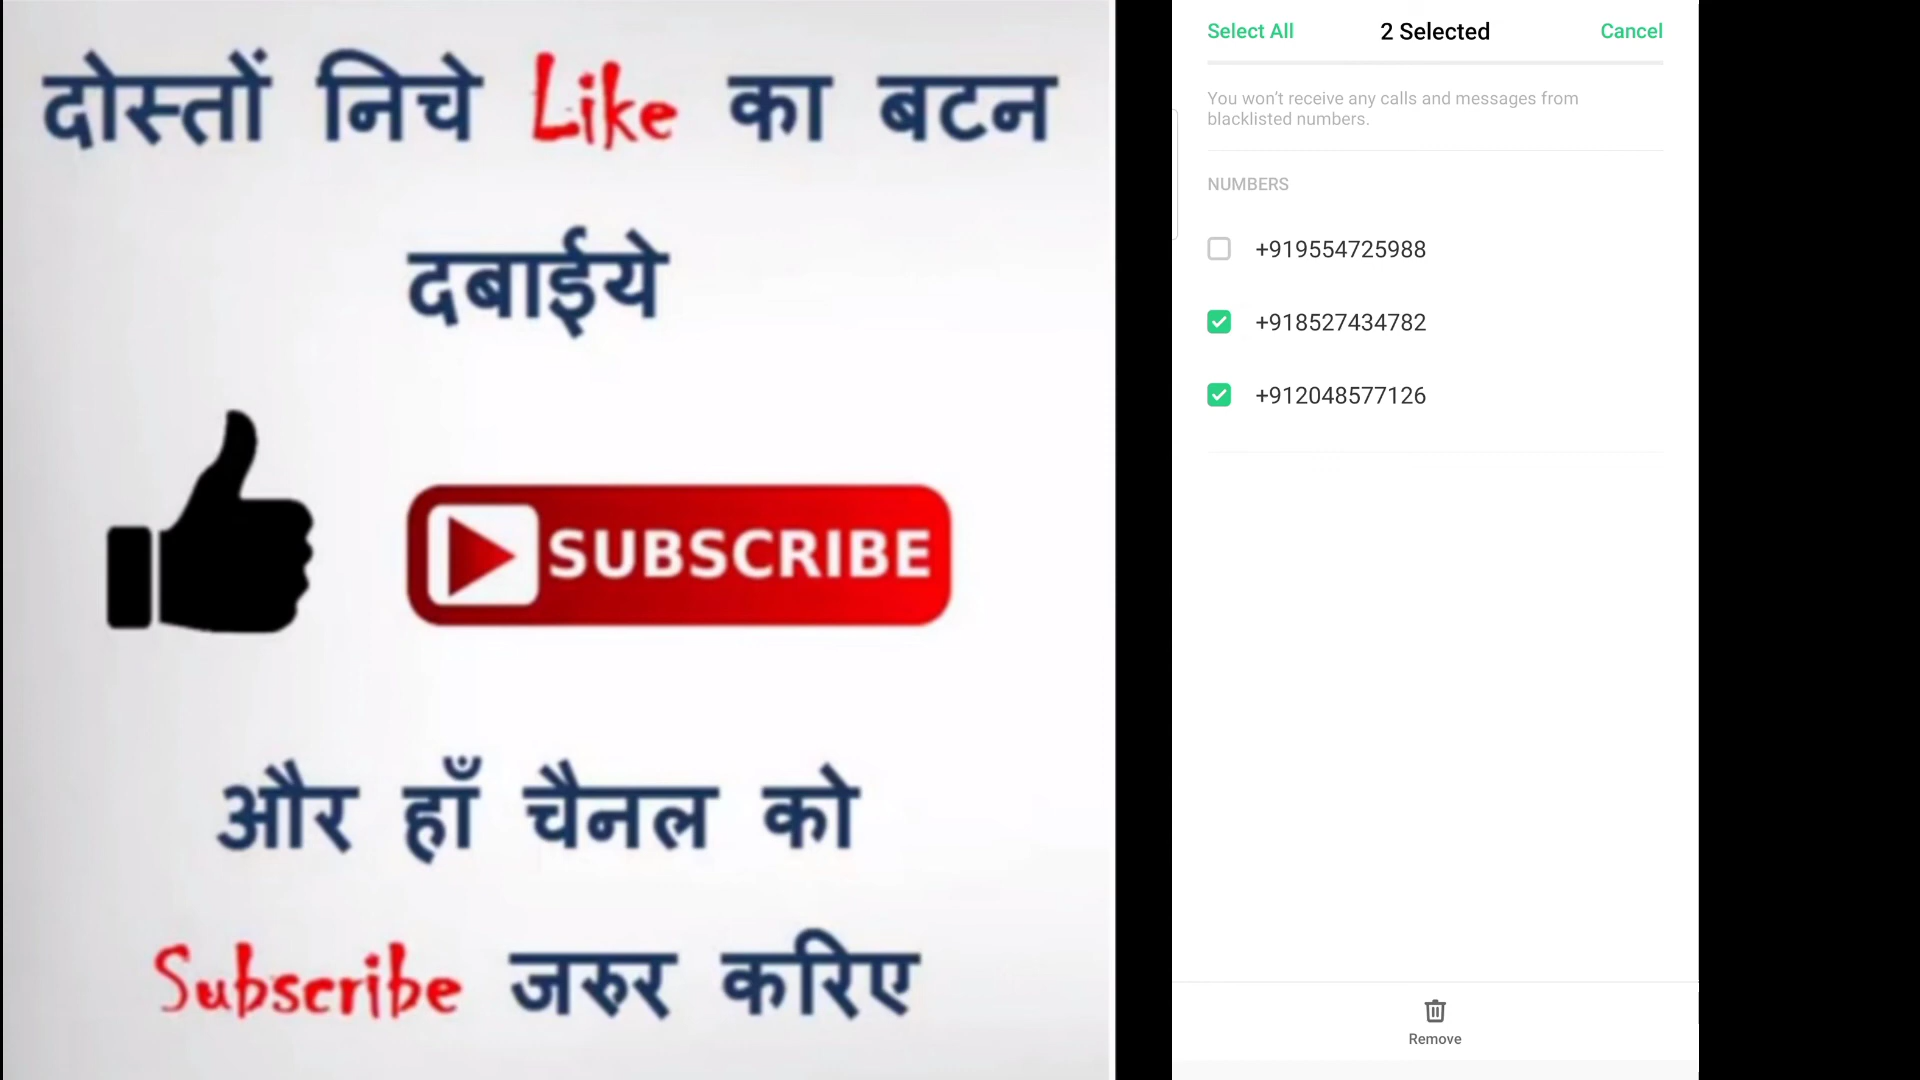 दोस्तों निचे Like का बटन
दबाईये
SUBSCRIBE
और हाँ चैनल को
Subscribe जरुर करिए
Select All
2 Selected
Cancel
You won't receive any calls and messages from
blacklisted numbers.
NUMBERS
+919554725988
+918527434782
+912048577126
Remove